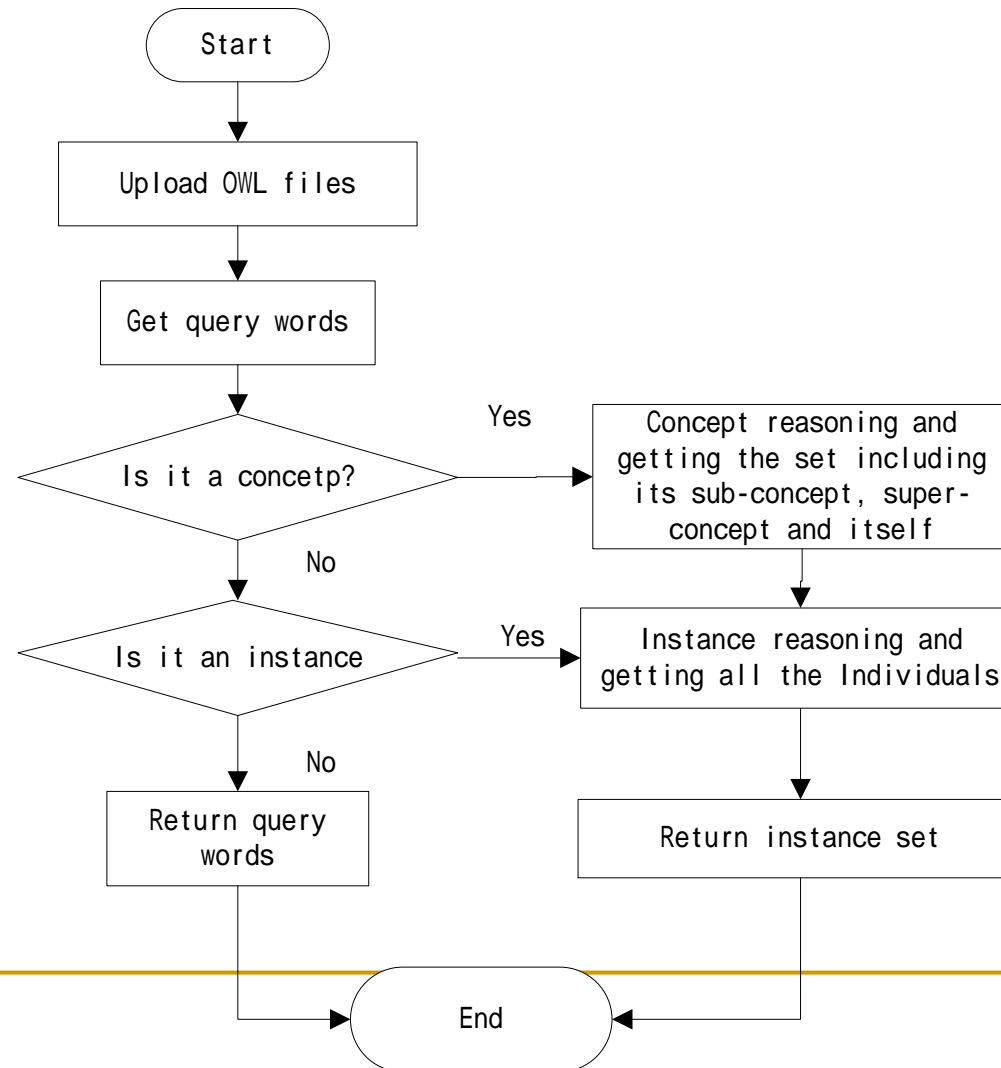 Start
Upload OWL files
Get query words
Is it a concetp?
Yes
Concept reasoning and
getting the set including
its sub-concept, super-
concept and itself
No
Is it an instance
Yes
Instance reasoning and
getting all the Individuals
No
Return query
words
Return instance set
End